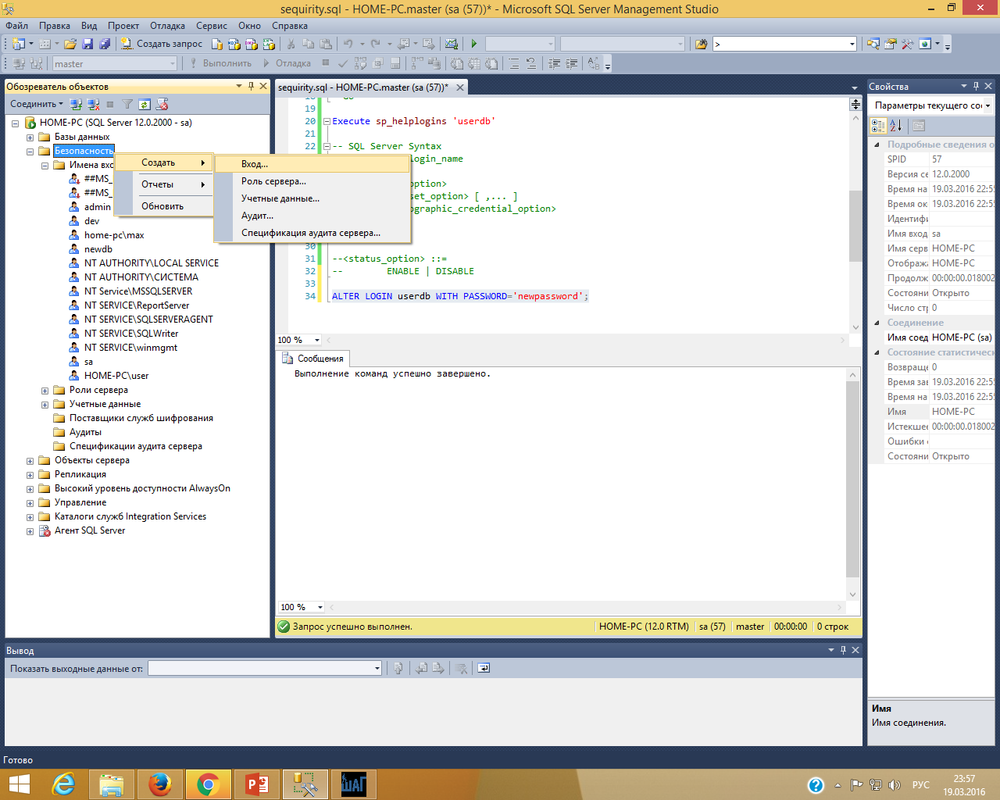 sequirity.sql - HOME-PC.master (sa (57))* - Microsoft SQL Server Management Studio
Файл Правка Вид Проект Отладка Сервис Окно Справка
Создать запрос
>
master Выполнить Отладка
Обозреватель объектов
Соединить
HOME-PC (SQL Server 12.0.2000 - sa)
Базы данных
Безопасность
Имена вхо
##MS_
##MS_
admin
dev
home-pc\max
newdb
NT AUTHORITY\LOCAL SERVICE
NT AUTHORITY\СИСТЕМА
NT Service\MSSQLSERVER
NT SERVICE\ReportServer
NT SERVICE\SQLSERVERAGENT
NT SERVICE\SQLWriter
NT SERVICE\winmgmt
sa
HOME-PC\user
Роли сервера
Учетные данные
Поставщики служб шифрования
Аудиты
Спецификации аудита сервера
Объекты сервера
Репликация
Высокий уровень доступности AlwaysOn
Управление
Каталоги служб Integration Services
Агент SQL Server
Создать
Отчеты
Обновить
Вход...
Роль сервера...
Учетные данные...
Аудит...
Спецификация аудита сервера...
sequirity.sql - HOME-PC.master (sa (57))*
19
20 Execute sp_helplogins 'userdb'
21
22 -- SQL Server Syntax
ogin_name
option>
set_option> [ ,... ]
ographic_credential_option>
30
31 --<status_option> ::=
32 -- ENABLE | DISABLE
33
34 ALTER LOGIN userdb WITH PASSWORD='newpassword';
100 %
Сообщения
Выполнение команд успешно завершено.
100 %
Запрос успешно выполнен. HOME-PC (12.0 RTM) sa (57) master 00:00:00 0 строк
Свойства
Параметры текущего со
Подробные сведения о
SPID 57
Версия се 12.0.2000
Время на 19.03.2016 22:55
Время ок 19.03.2016 22:55
Идентифи
Имя вход sa
Имя серв HOME-PC
Отобража HOME-PC
Продолж 00:00:00.018002
Состояни Открыто
Число стр 0
Соединение
Имя соед HOME-PC (sa)
Состояние статистическ
Возвраще 0
Время зав 19.03.2016 22:55
Время на 19.03.2016 22:55
Имя HOME-PC
Истекшее 00:00:00.018002
Ошибки с
Состояни Открыто
Имя
Имя соединения.
Вывод
Показать выходные данные от:
Готово
ШАГ
РУС
23:57
19.03.2016